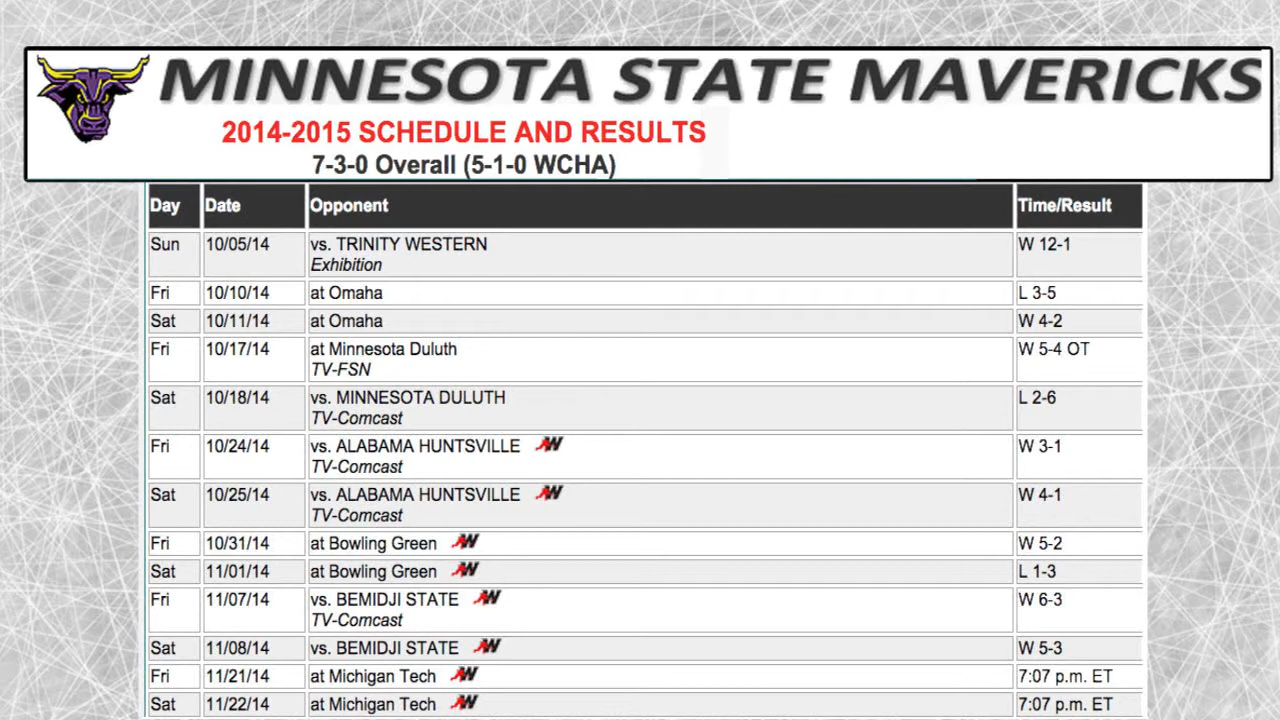 MINNESOTA STATE MAVERICKS
2014-2015 SCHEDULE AND RESULTS
7-3-0 Overall (5-1-0 WCHA)
Day Date Opponent Time/Result
Sun 10/05/14 vs. TRINITY WESTERN W 12-1
Exhibition
Fri 10/10/14 at Omaha L 3-5
Sat 10/11/14 at Omaha W 4-2
Fri 10/17/14 at Minnesota Duluth W 5-4 OT
TV-FSN
Sat 10/18/14 vs. MINNESOTA DULUTH L 2-6
TV-Comcast
Fri 10/24/14 vs. ALABAMA HUNTSVILLE W 3-1
TV-Comcast
Sat 10/25/14 vs. ALABAMA HUNTSVILLE W 4-1
TV-Comcast
Fri 10/31/14 at Bowling Green W 5-2
Sat 11/01/14 at Bowling Green L 1-3
Fri 11/07/14 vs. BEMIDJI STATE W 6-3
TV-Comcast
Sat 11/08/14 vs. BEMIDJI STATE W 5-3
Fri 11/21/14 at Michigan Tech 7:07 p.m. ET
Sat 11/22/14 at Michigan Tech 7:07 p.m. ET